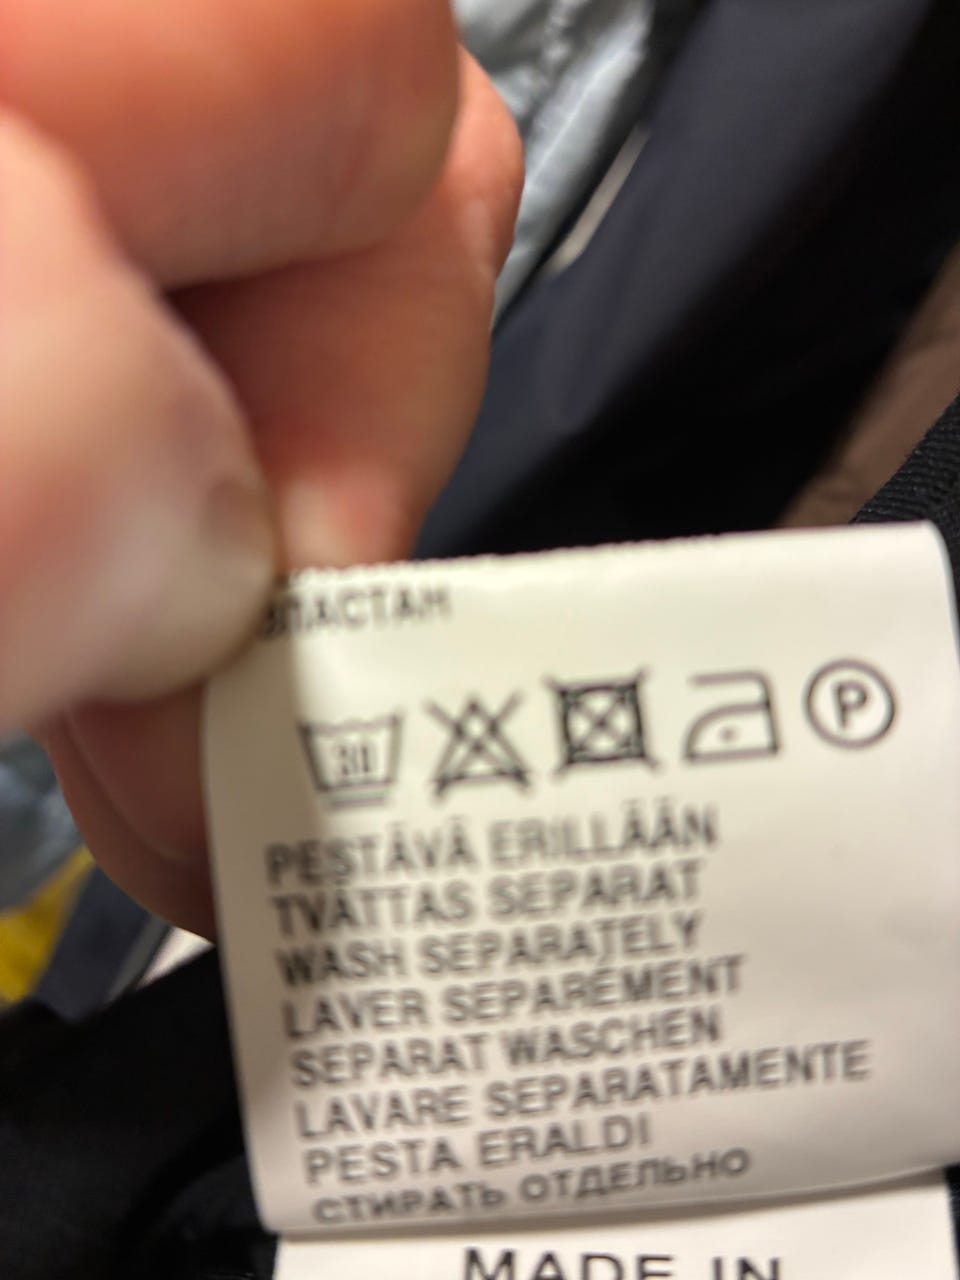 ЭЛАСТАН
30 P
PESTÄVÄ ERILLÄÄN
TVÄTTAS SEPARAT
WASH SEPARATELY
LAVER SEPARÉMENT
SEPARAT WASCHEN
LAVARE SEPARATAMENTE
PESTA ERALDI
СТИРАТЬ ОТДЕЛЬНО
MADE IN